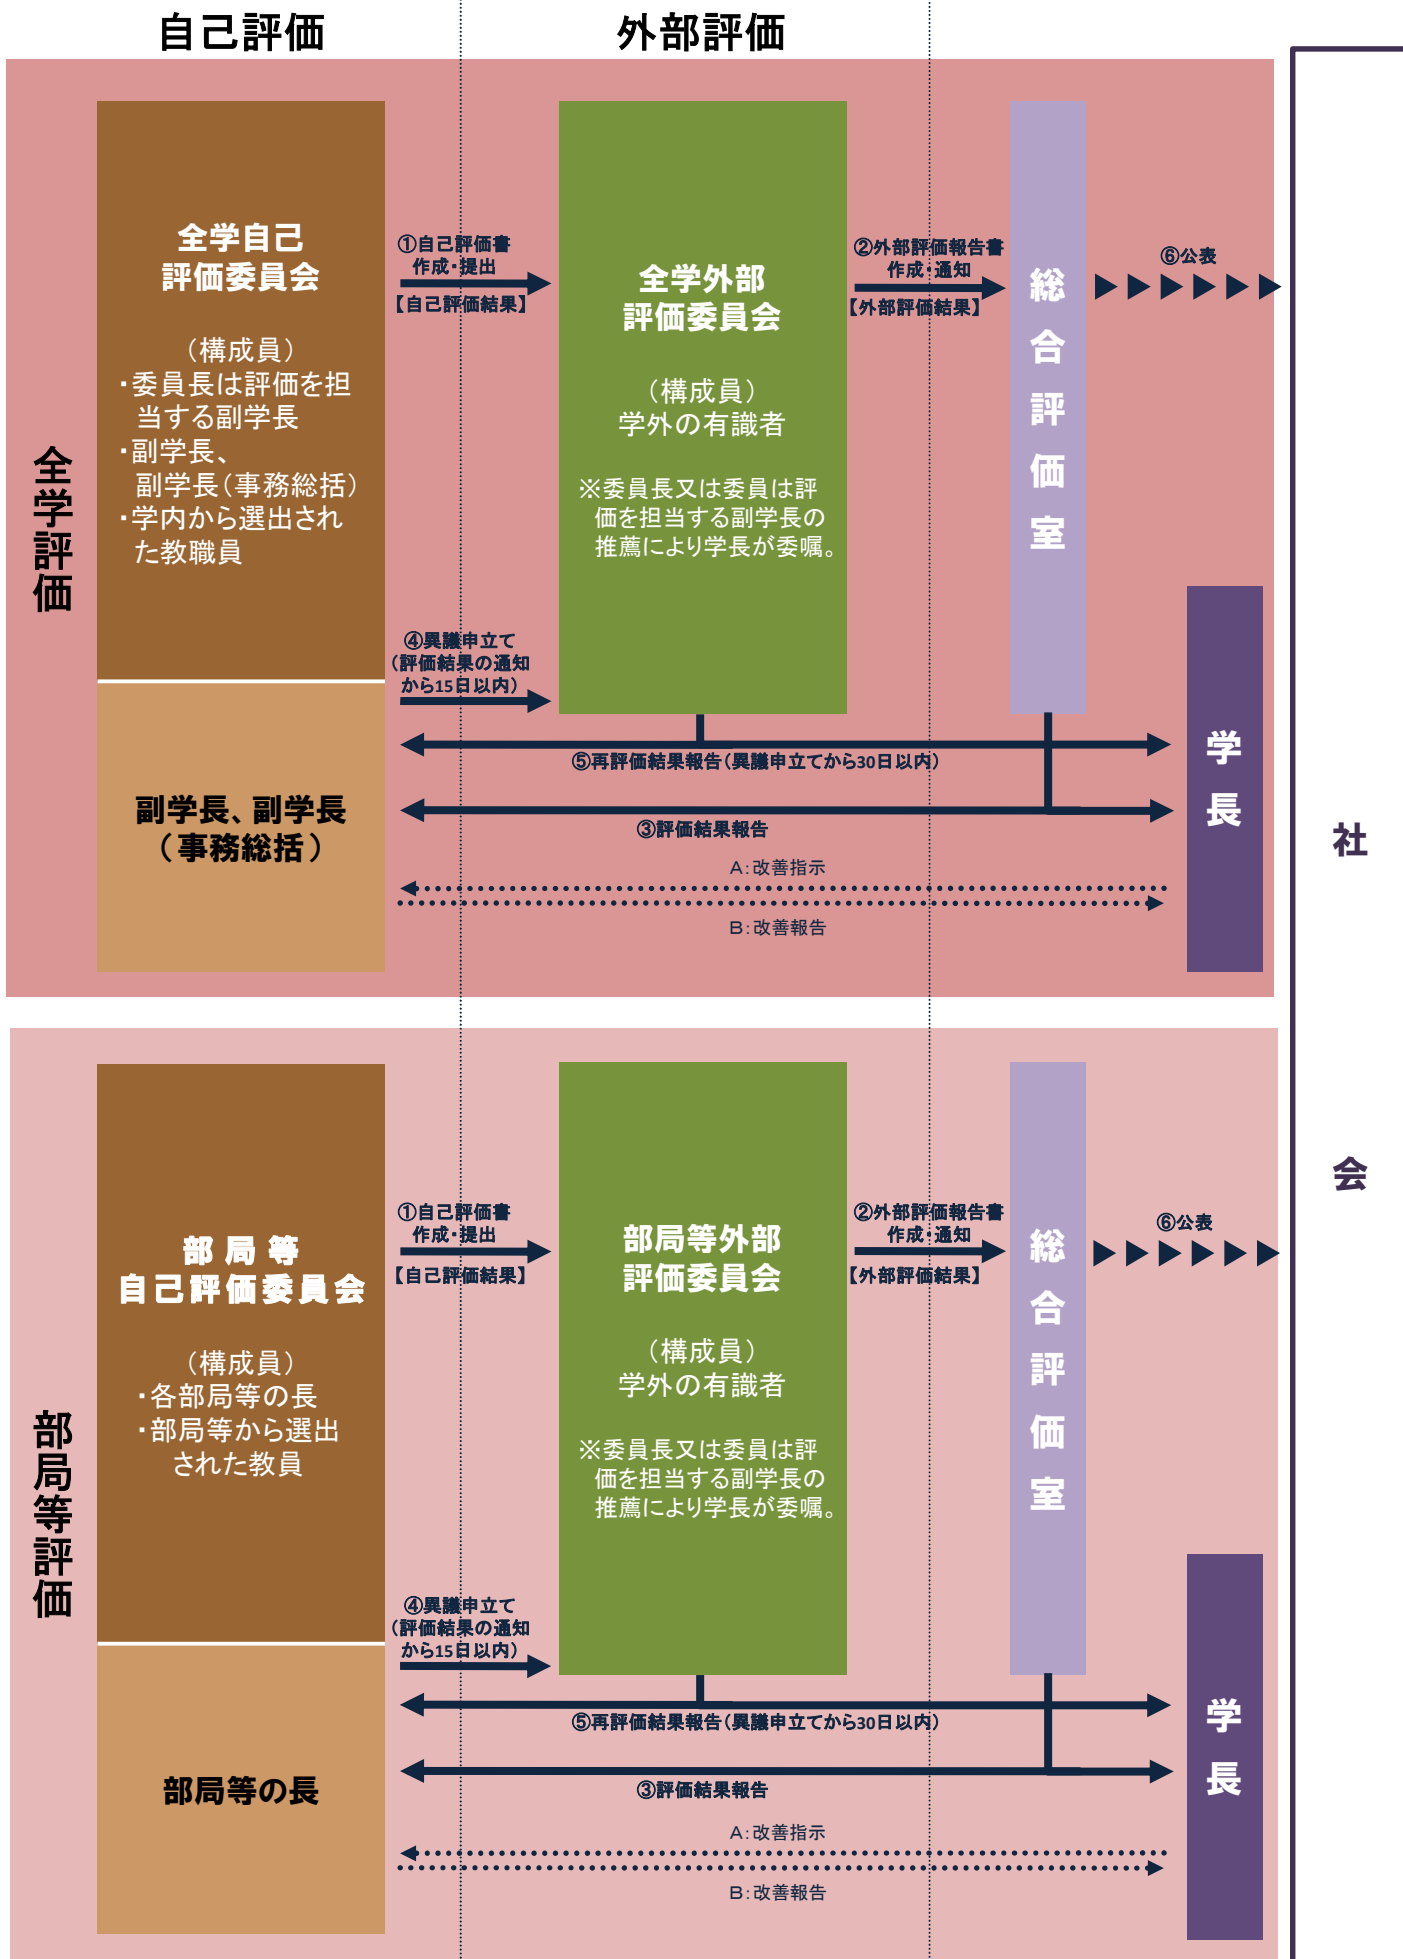 自己評価
外部評価
全学評価
全学自己
評価委員会
（構成員）
・委員長は評価を担
当する副学長
・副学長、
副学長（事務総括）
・学内から選出され
た教職員
①自己評価書
作成・提出
【自己評価結果】
全学外部
評価委員会
（構成員）
学外の有識者
※委員長又は委員は評
価を担当する副学長の
推薦により学長が委嘱。
②外部評価報告書
作成・通知
【外部評価結果】
総合評価室
⑥公表
④異議申立て
（評価結果の通知
から15日以内）
⑤再評価結果報告（異議申立てから30日以内）
副学長、副学長
（事務総括）
③評価結果報告
A：改善指示
B：改善報告
学長
社会
部局等評価
部局等
自己評価委員会
（構成員）
・各部局等の長
・部局等から選出
された教員
①自己評価書
作成・提出
【自己評価結果】
部局等外部
評価委員会
（構成員）
学外の有識者
※委員長又は委員は評
価を担当する副学長の
推薦により学長が委嘱。
②外部評価報告書
作成・通知
【外部評価結果】
総合評価室
⑥公表
④異議申立て
（評価結果の通知
から15日以内）
⑤再評価結果報告（異議申立てから30日以内）
部局等の長
③評価結果報告
A：改善指示
B：改善報告
学長